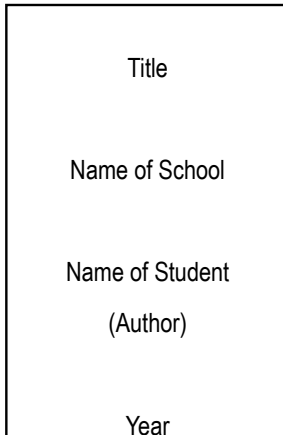 Title
Name of School
Name of Student
(Author)
Year